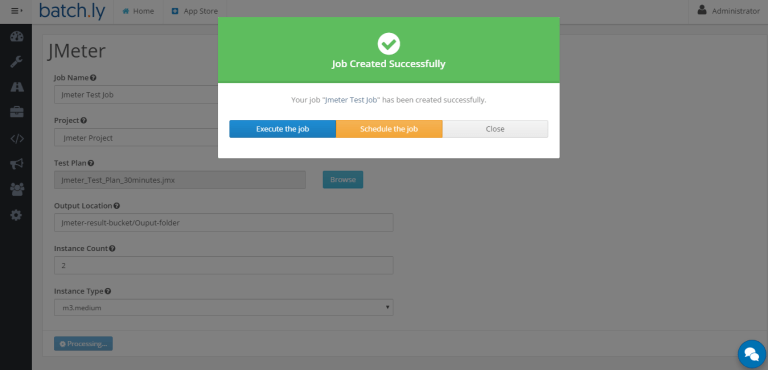 batch.ly
Home
App Store
Administrator
Job Created Successfully
Your job "Jmeter Test Job" has been created successfully.
Execute the job
Schedule the job
Close
JMeter
Job Name
Jmeter Test Job
Project
Jmeter Project
Test Plan
Jmeter_Test_Plan_30minutes.jmx
Browse
Output Location
Jmeter-result-bucket/Ouput-folder
Instance Count
2
Instance Type
m3.medium
Processing...